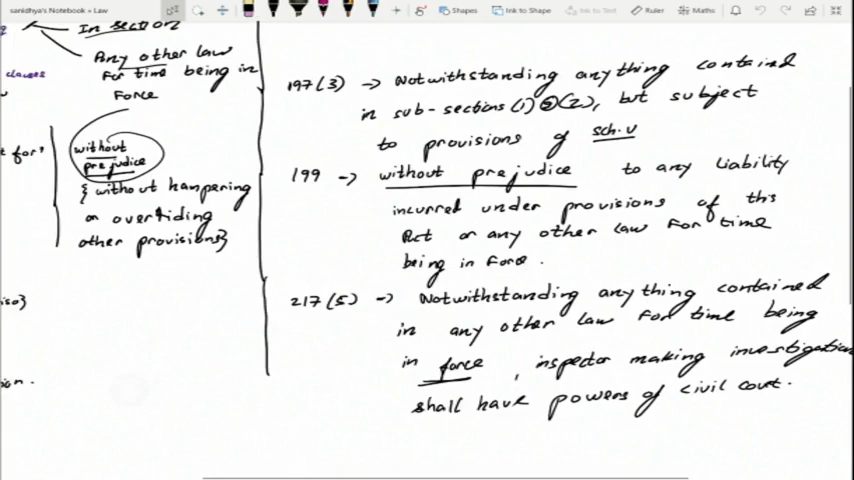 sanidhya's Notebook • Law
Shapes
Ink to Shape
Ink to Text
Ruler
Maths
In section
Any other law
For time being in
Force
clauses
t for'
without
prejudice
{ without hampering
or overriding
other provisions}
iso}
ion.
197(3) -> Notwithstanding anything contained
in sub-sections (1) & (2), but subject
to provisions of sch. V
199 -> without prejudice to any liability
incurred under provisions of this
Act or any other law for time
being in force.
217(5) -> Notwithstanding anything contained
in any other law for time being
in force, inspector making investigation
shall have powers of civil court.